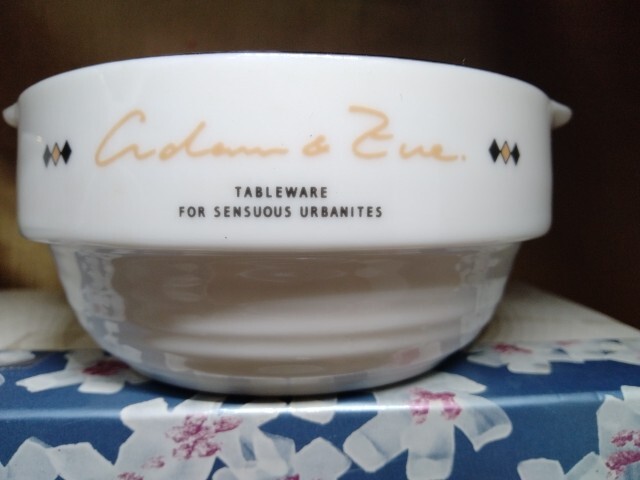 Adam & Eve.
TABLEWARE
FOR SENSUOUS URBANITES